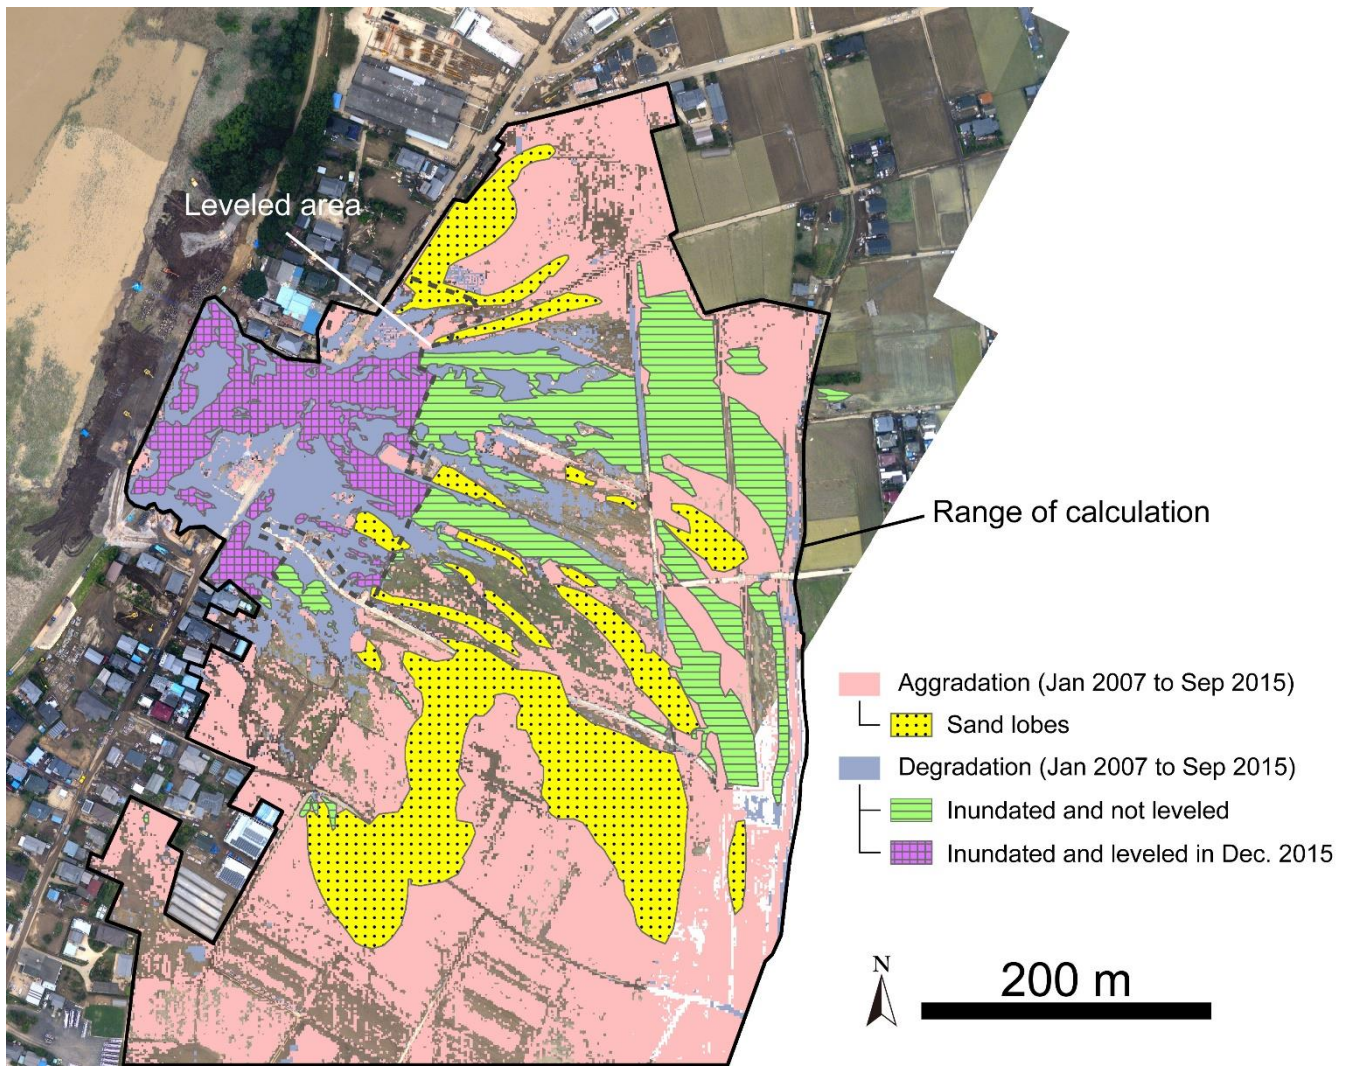 Leveled area
Range of calculation
Aggradation (Jan 2007 to Sep 2015)
Sand lobes
Degradation (Jan 2007 to Sep 2015)
Inundated and not leveled
Inundated and leveled in Dec. 2015
N
200 m